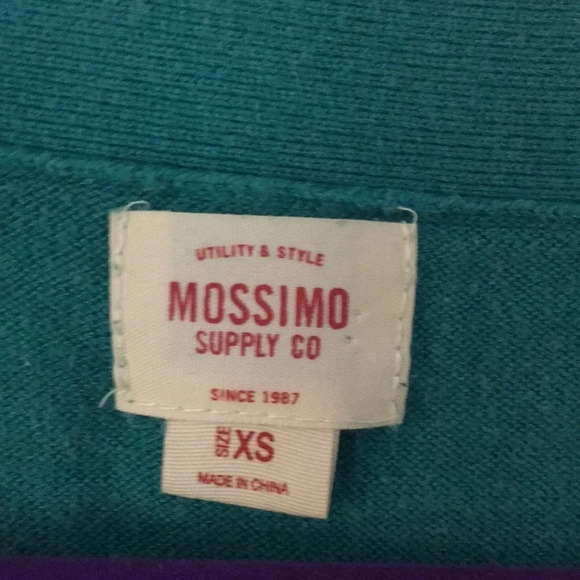 UTILITY & STYLE
MOSSIMO
SUPPLY CO
SINCE 1987
SIZE XS
MADE IN CHINA